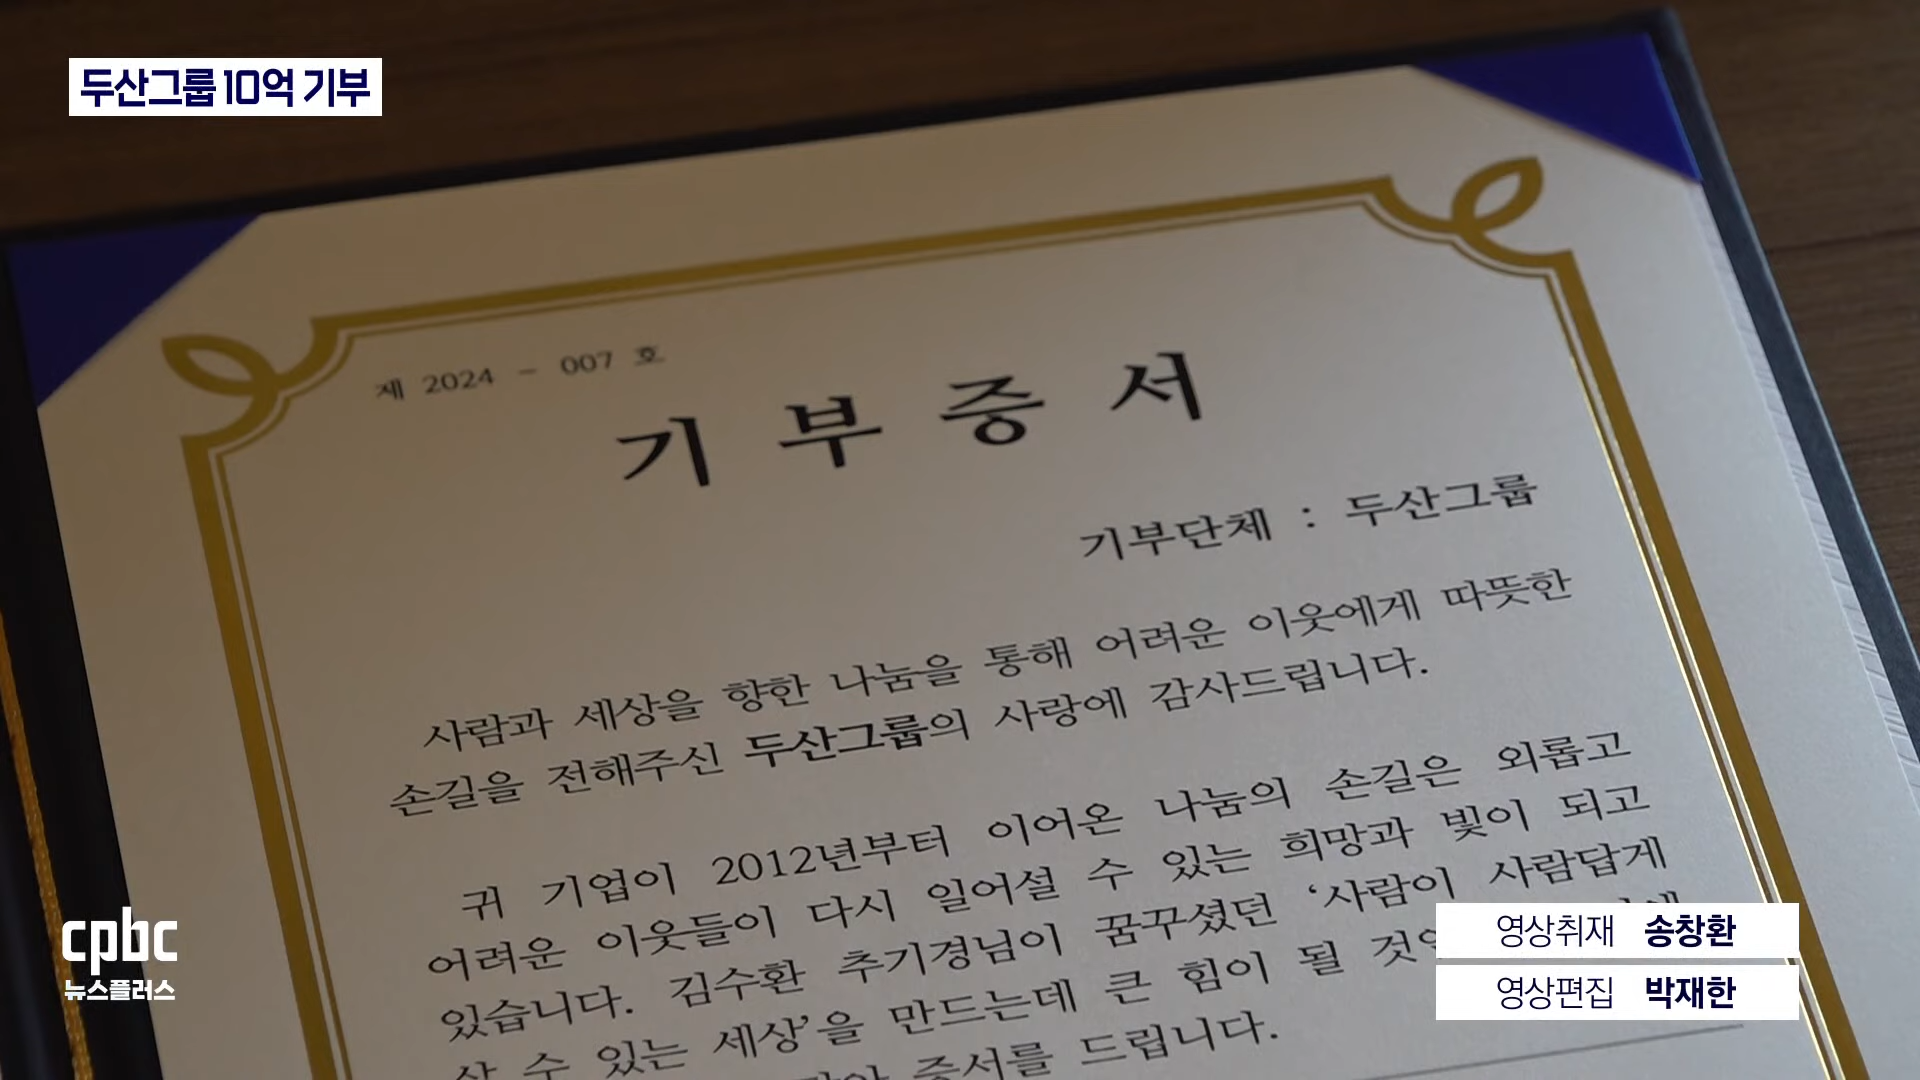 두산그룹 10억 기부
제 2024 - 007 호
기 부 증 서
기부단체 : 두산그룹
사람과 세상을 향한 나눔을 통해 어려운 이웃에게 따뜻한
손길을 전해주신 두산그룹의 사랑에 감사드립니다.
귀 기업이 2012년부터 이어온 나눔의 손길은 외롭고
어려운 이웃들이 다시 일어설 수 있는 희망과 빛이 되고
있습니다. 김수환 추기경님이 꿈꾸셨던 ‘사람이 사람답게
살 수 있는 세상’을 만드는데 큰 힘이 될
증서를 드립니다.
cpbc
뉴스플러스
영상취재 송창환
영상편집 박재한